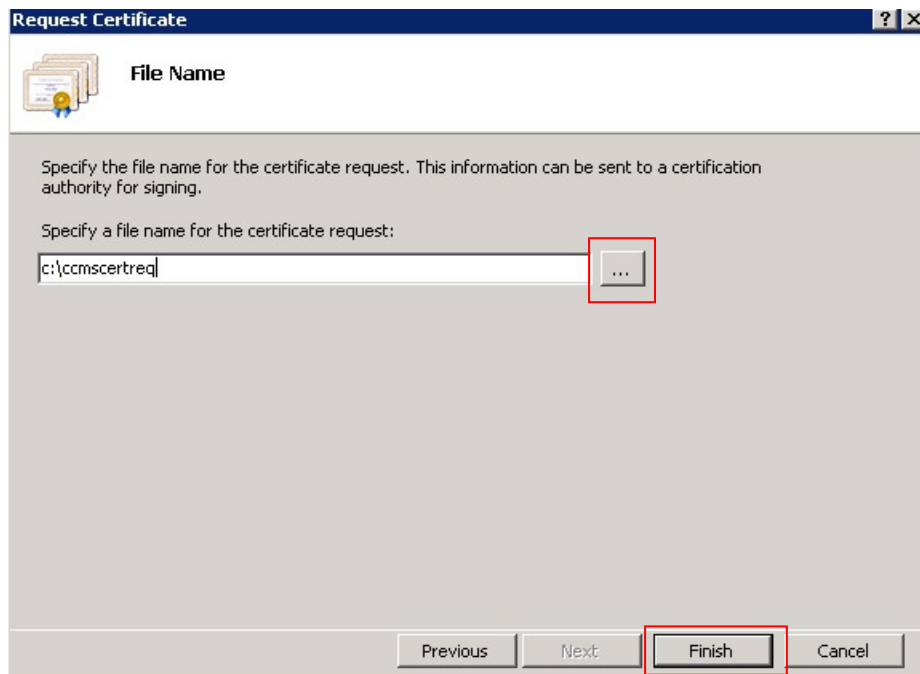 Request Certificate
? X
File Name
Specify the file name for the certificate request. This information can be sent to a certification
authority for signing.
Specify a file name for the certificate request:
c:\ccmscertreq
...
Previous Next Finish Cancel